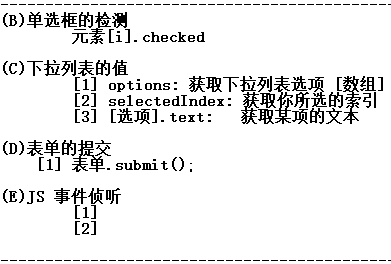 (B)单选框的检测
元素[i].checked
(C)下拉列表的值
[1] options: 获取下拉列表选项 [数组]
[2] selectedIndex: 获取你所选的索引
[3] [选项].text: 获取某项的文本
(D)表单的提交
[1] 表单.submit();
(E)JS 事件侦听
[1]
[2]